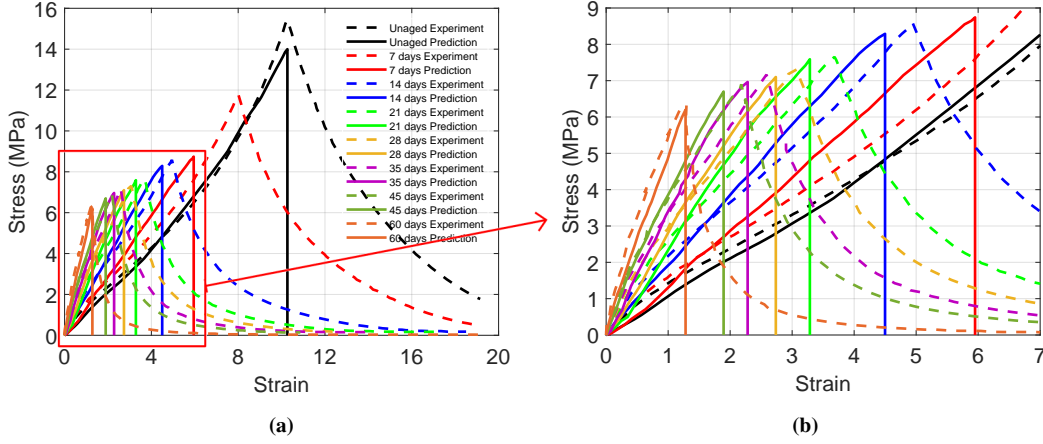 (a)
Stress (MPa)
16
14
12
10
8
6
4
2
0
0
4
8
12
16
20
Strain
Unaged Experiment
Unaged Prediction
7 days Experiment
7 days Prediction
14 days Experiment
14 days Prediction
21 days Experiment
21 days Prediction
28 days Experiment
28 days Prediction
35 days Experiment
35 days Prediction
45 days Experiment
45 days Prediction
60 days Experiment
60 days Prediction
(b)
Stress (MPa)
9
8
7
6
5
4
3
2
1
0
0
1
2
3
4
5
6
7
Strain